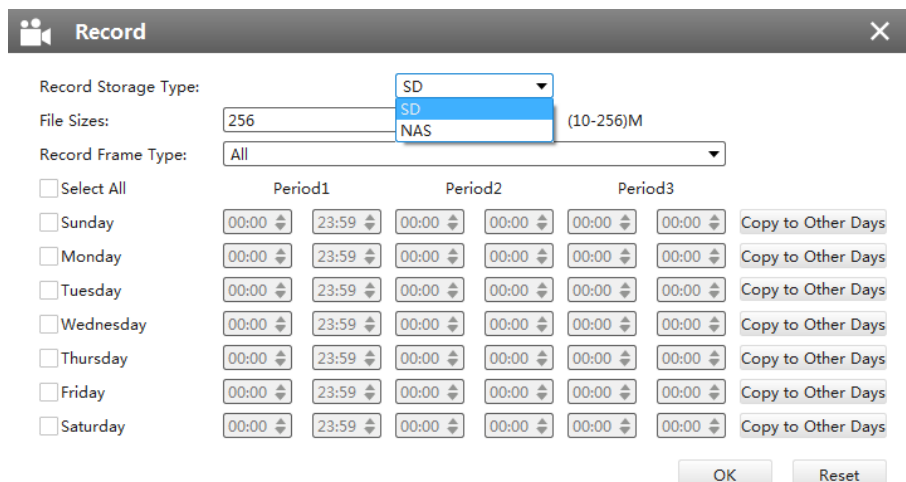 Record
Record Storage Type: SD
SD
File Sizes: 256 (10-256)M
NAS
Record Frame Type: All
Select All Period1 Period2 Period3
Sunday 00:00 23:59 00:00 00:00 00:00 00:00 Copy to Other Days
Monday 00:00 23:59 00:00 00:00 00:00 00:00 Copy to Other Days
Tuesday 00:00 23:59 00:00 00:00 00:00 00:00 Copy to Other Days
Wednesday 00:00 23:59 00:00 00:00 00:00 00:00 Copy to Other Days
Thursday 00:00 23:59 00:00 00:00 00:00 00:00 Copy to Other Days
Friday 00:00 23:59 00:00 00:00 00:00 00:00 Copy to Other Days
Saturday 00:00 23:59 00:00 00:00 00:00 00:00 Copy to Other Days
OK Reset